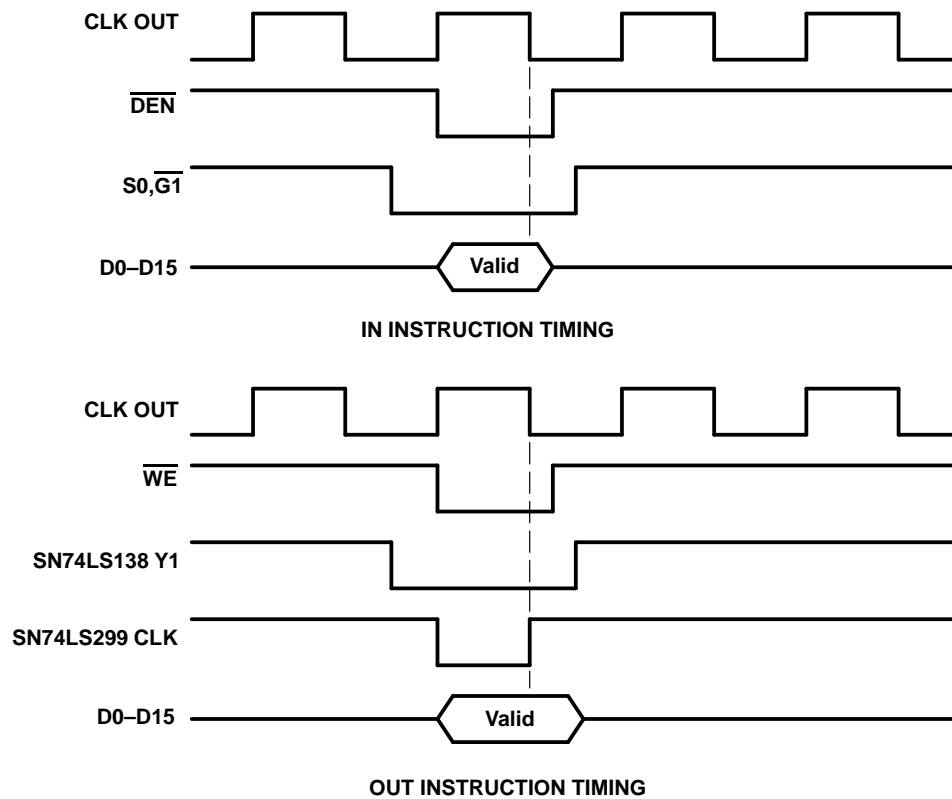 CLK OUT
DEN
S0,G1
D0–D15
Valid
IN INSTRUCTION TIMING
CLK OUT
WE
SN74LS138 Y1
SN74LS299 CLK
D0–D15
Valid
OUT INSTRUCTION TIMING